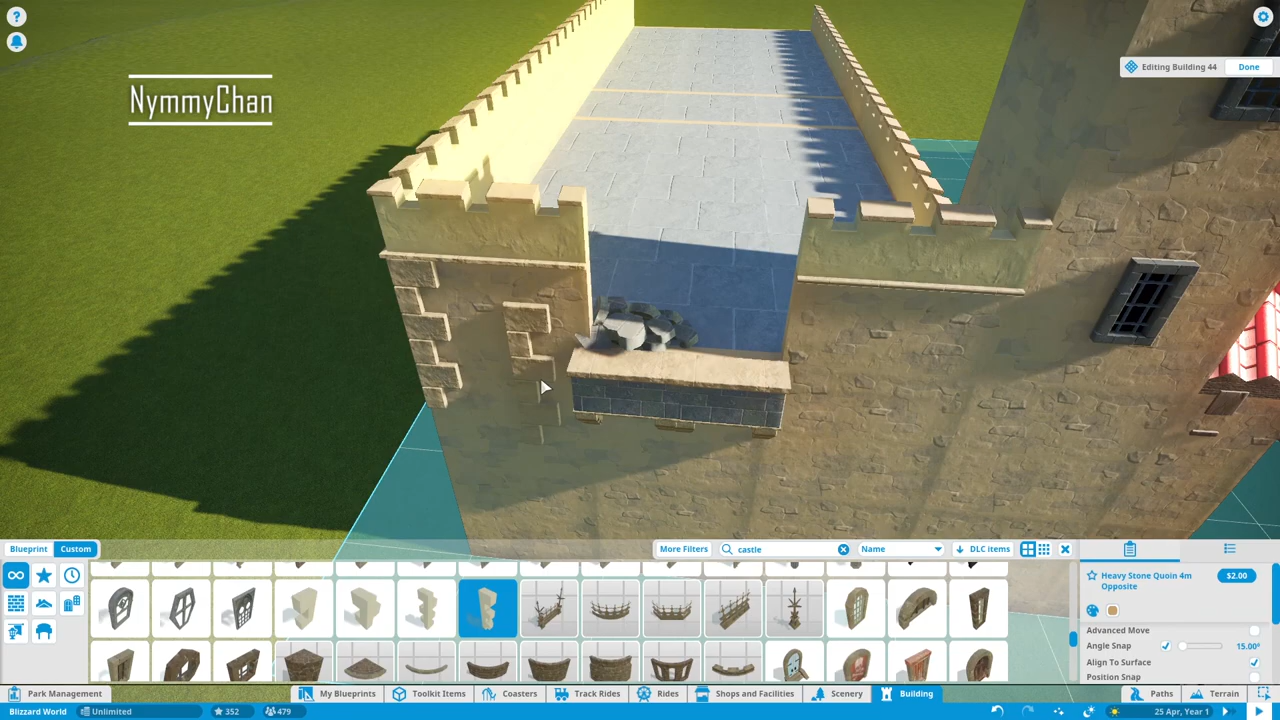 ?
NymmyChan
Editing Building 44 Done
Blueprint Custom More Filters castle Name DLC items
Heavy Stone Quoin 4m Opposite $2.00
Advanced Move
Angle Snap 15.00°
Align To Surface
Position Snap
Park Management My Blueprints Toolkit Items Coasters Track Rides Rides Shops and Facilities Scenery Building Paths Terrain
Blizzard World Unlimited 352 479 25 Apr, Year 1